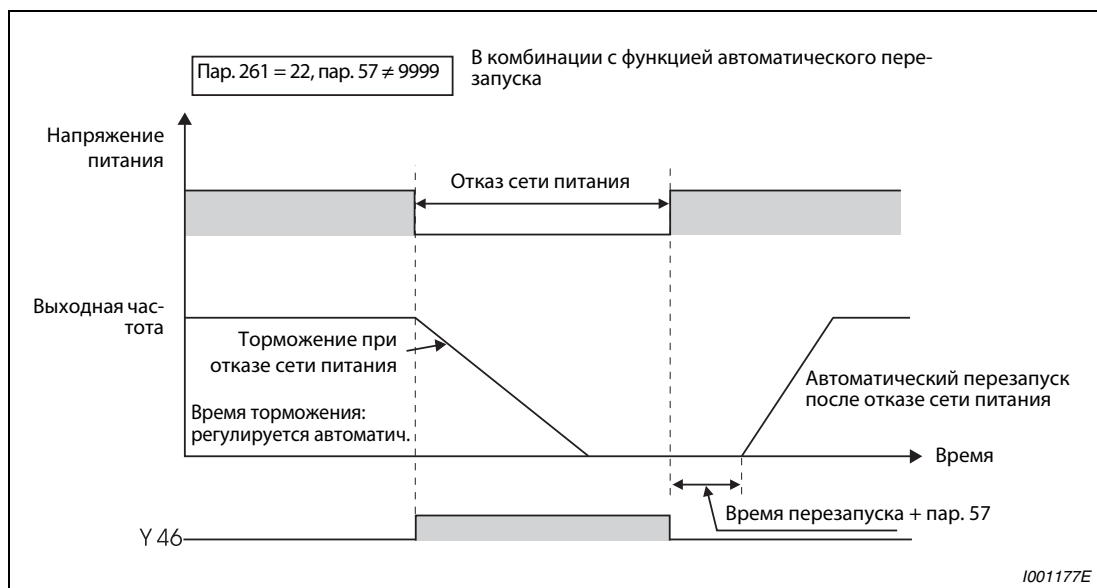 Пар. 261 = 22, пар. 57 ≠ 9999
В комбинации с функцией автоматического пере-
запуска
Напряжение
питания
Отказ сети питания
Выходная час-
тота
Торможение при
отказе сети питания
Автоматический перезапуск
после отказе сети питания
Время торможения:
регулируется автоматич.
Время
Время перезапуска + пар. 57
Y 46
I001177E